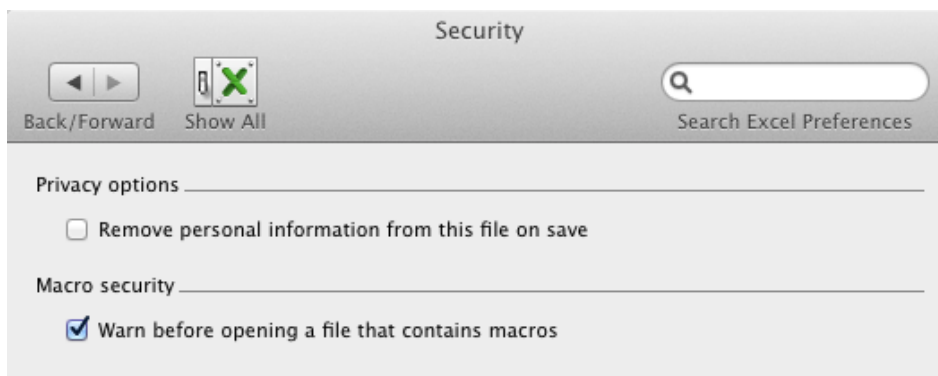 Security
Back/Forward
Show All
Search Excel Preferences
Privacy options
Remove personal information from this file on save
Macro security
Warn before opening a file that contains macros